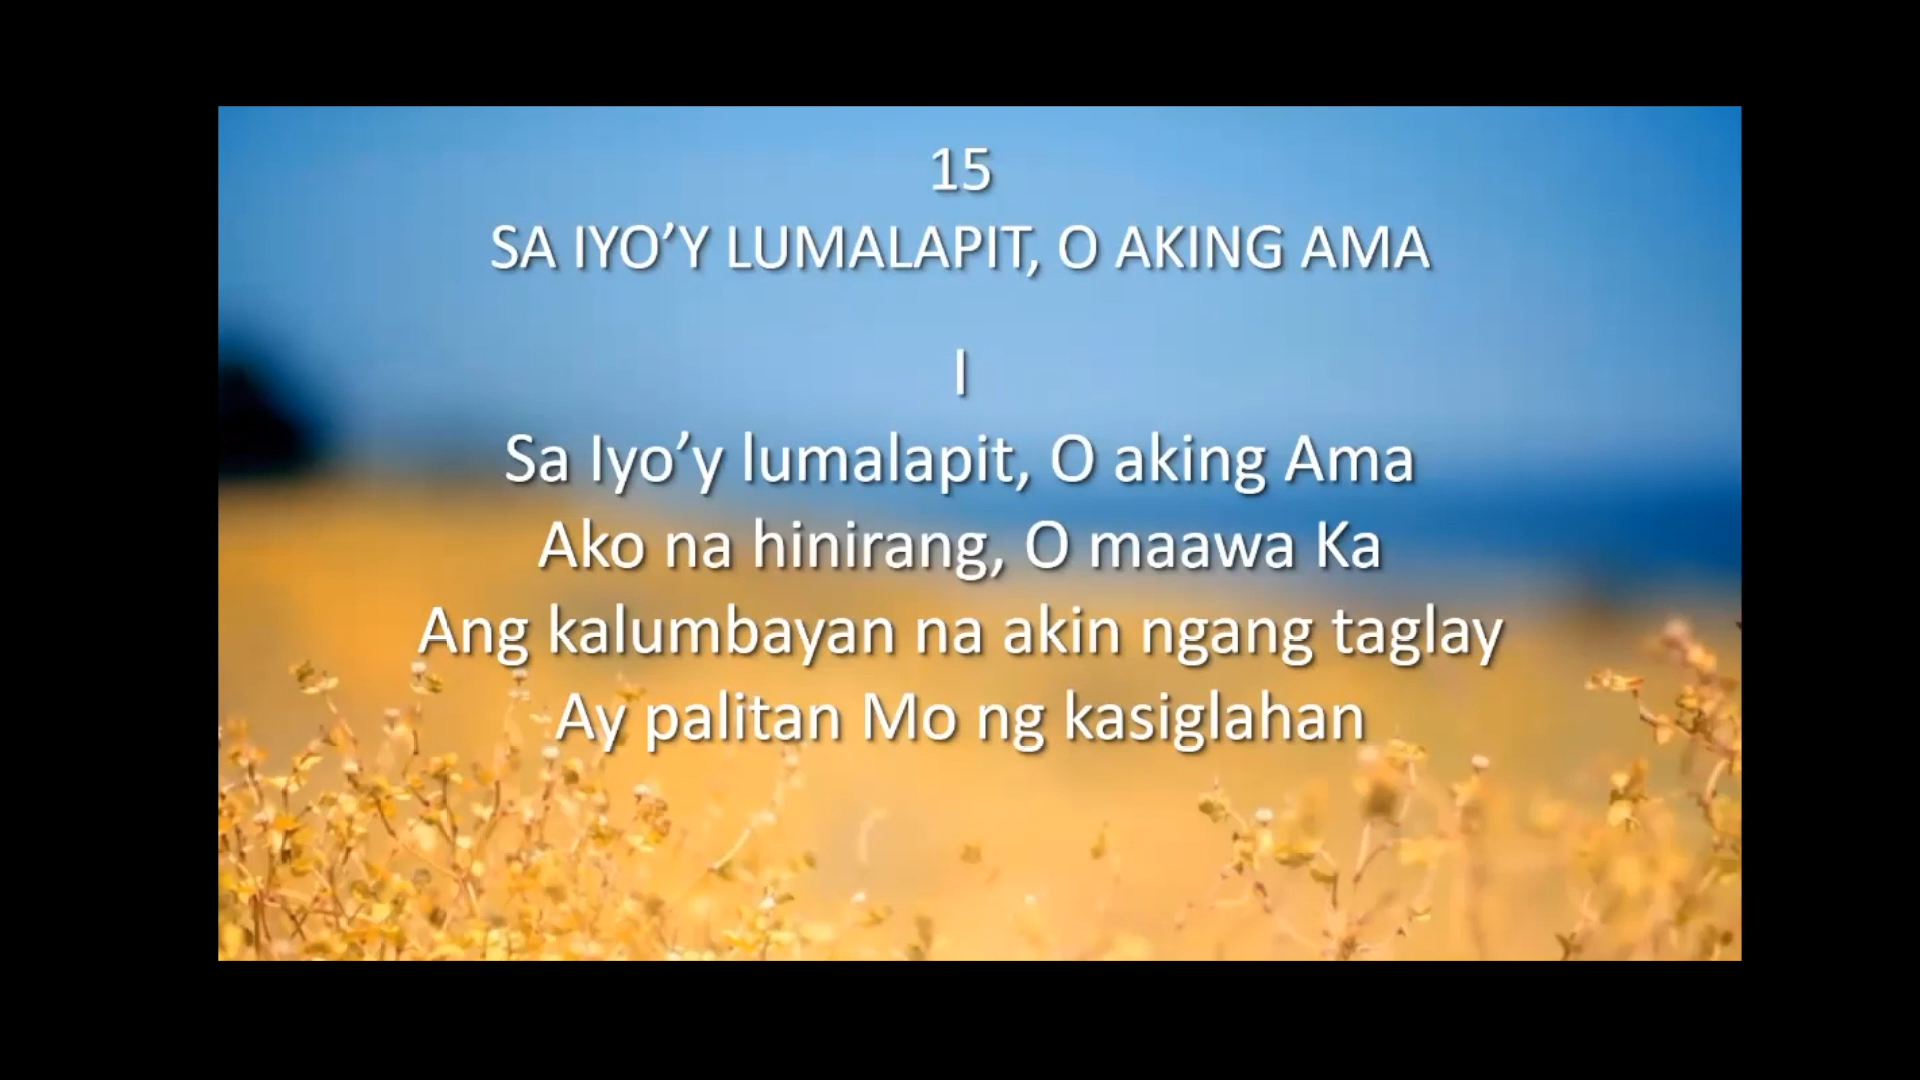 15
SA IYO’Y LUMALAPIT, O AKING AMA
I
Sa Iyo’y lumalapit, O aking Ama
Ako na hinirang, O maawa Ka
Ang kalumbayan na akin ngang taglay
Ay palitan Mo ng kasiglahan